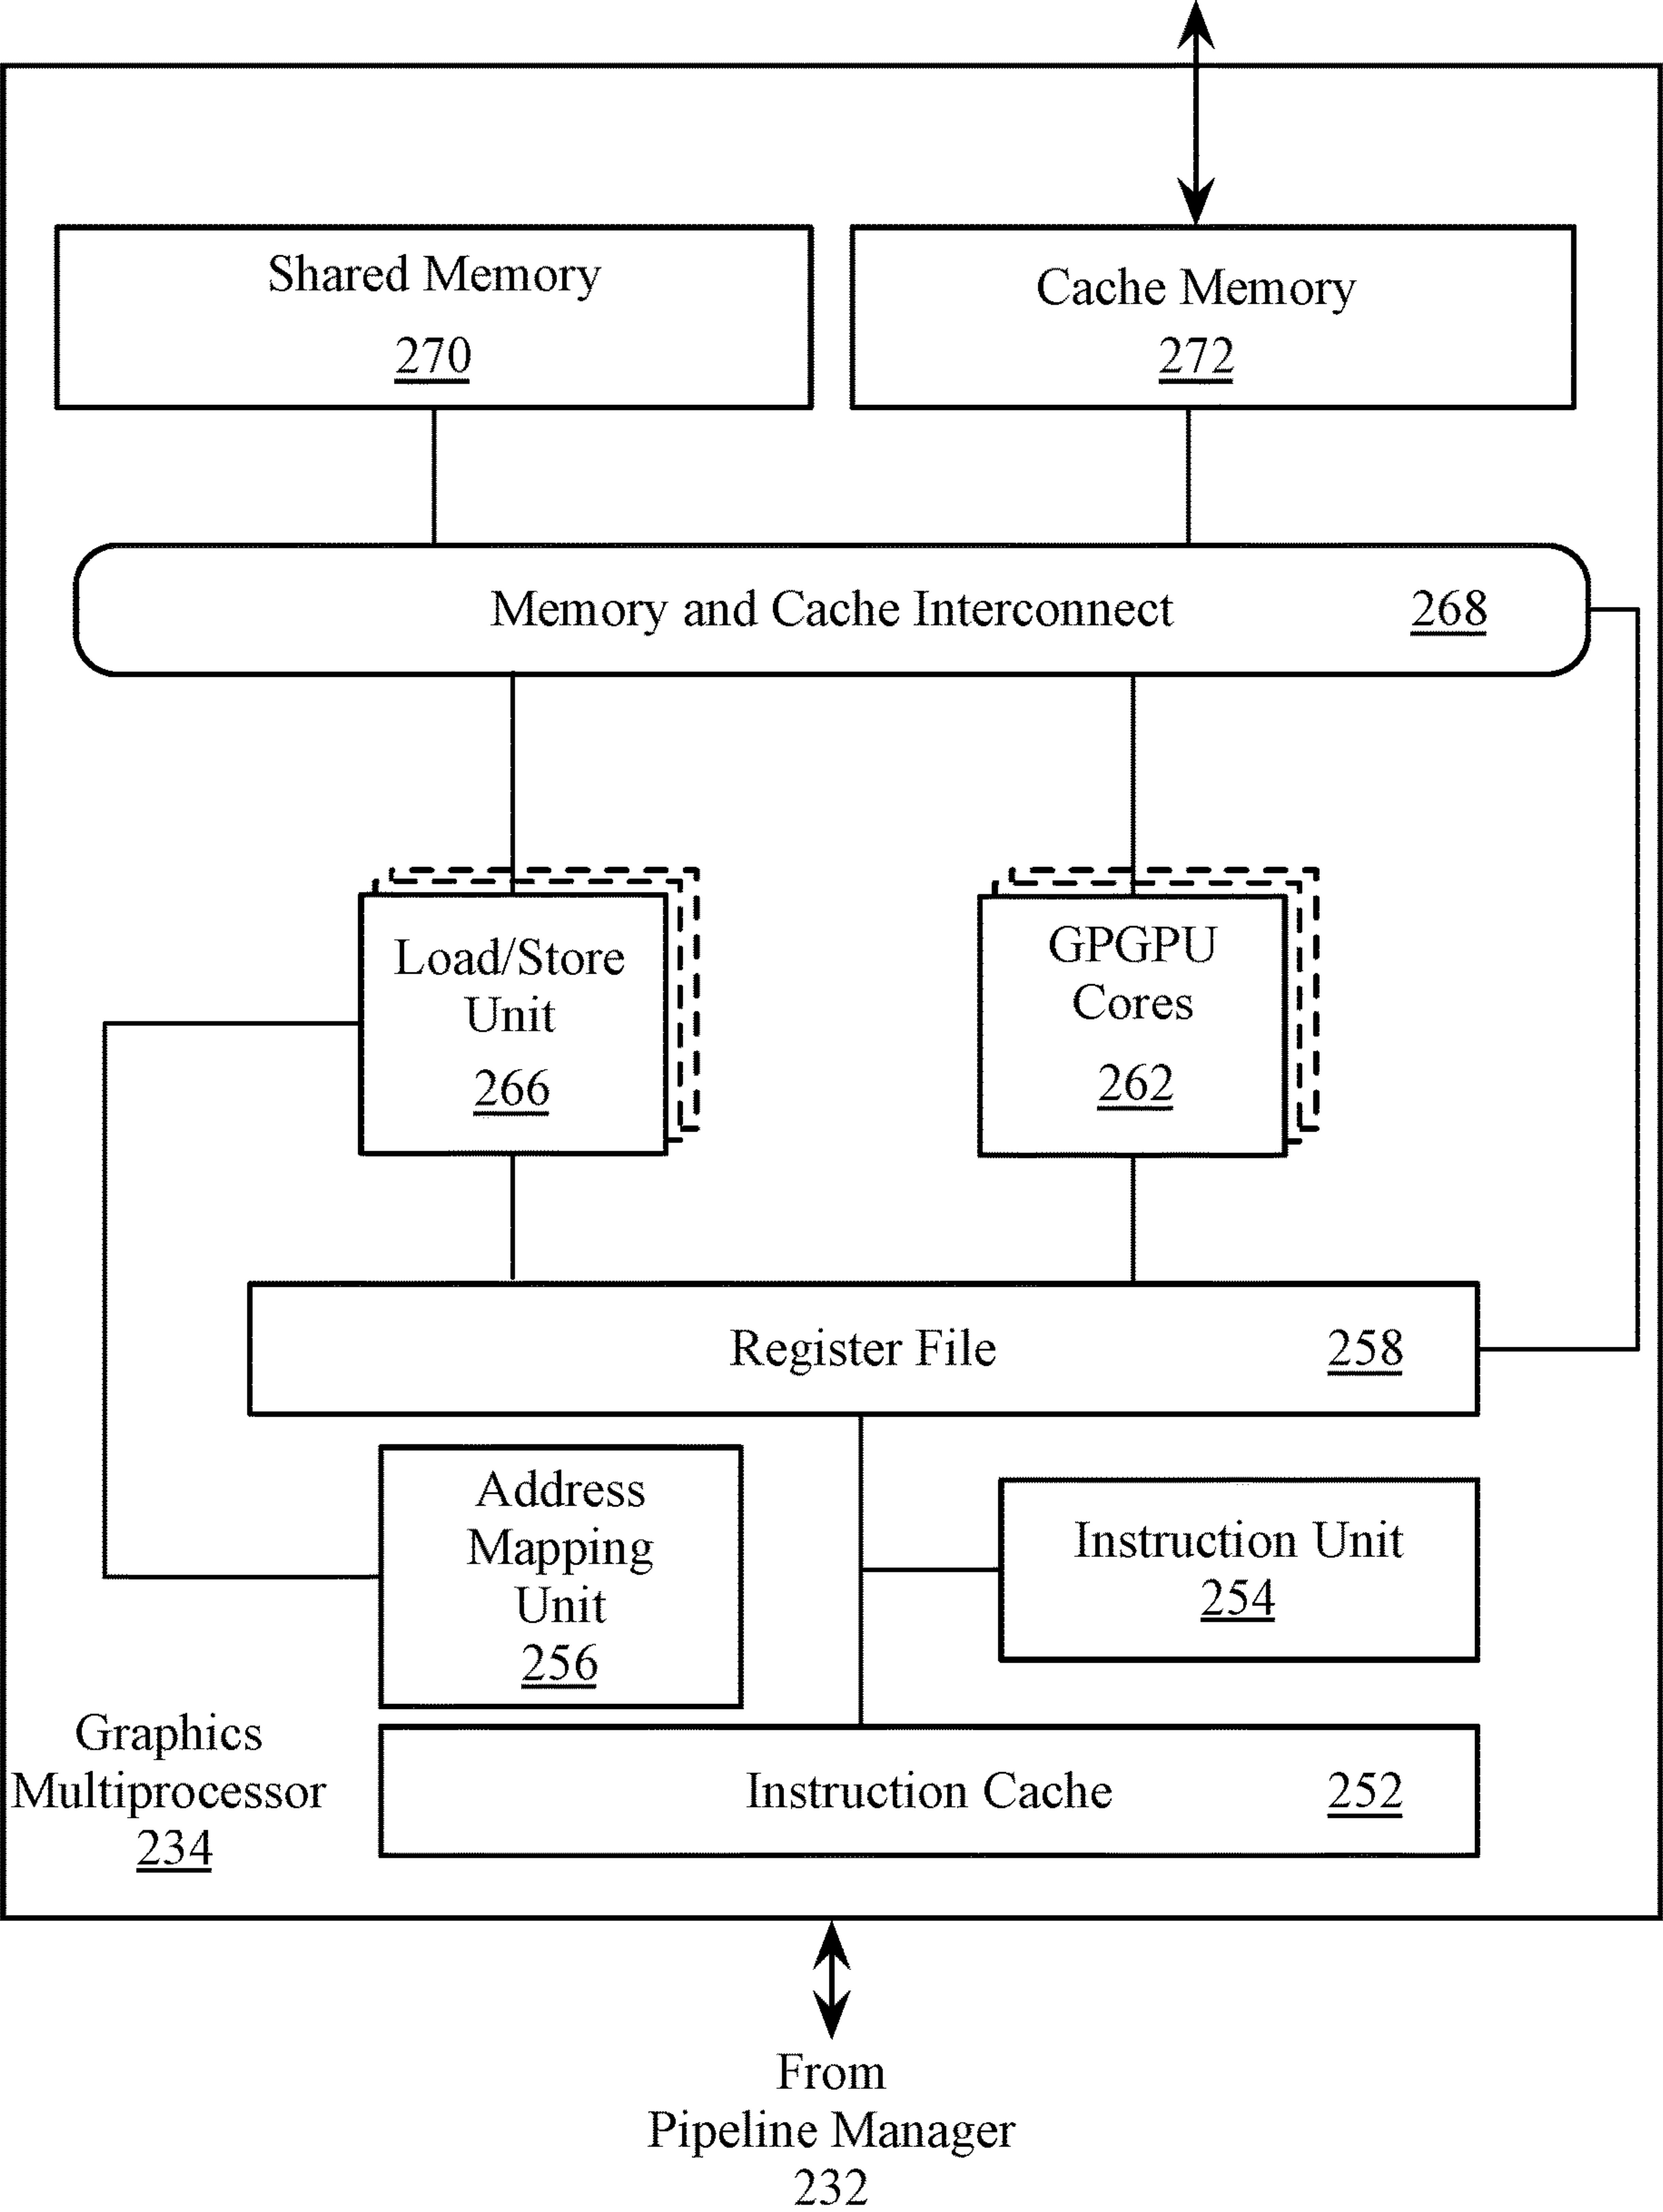 Shared Memory
270
Cache Memory
272
Memory and Cache Interconnect 268
Load/Store
Unit
266
GPGPU
Cores
262
Register File 258
Address
Mapping
Unit
256
Instruction Unit
254
Graphics
Multiprocessor
234
Instruction Cache 252
From
Pipeline Manager
232